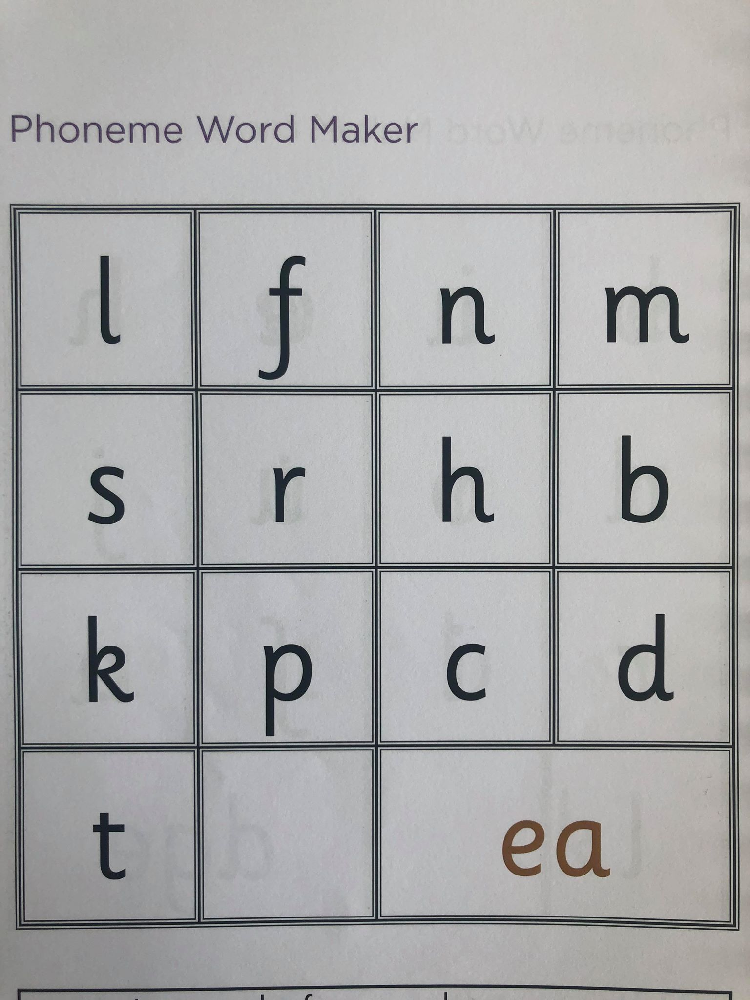 Phoneme Word Maker
l f n m
s r h b
k p c d
t ea